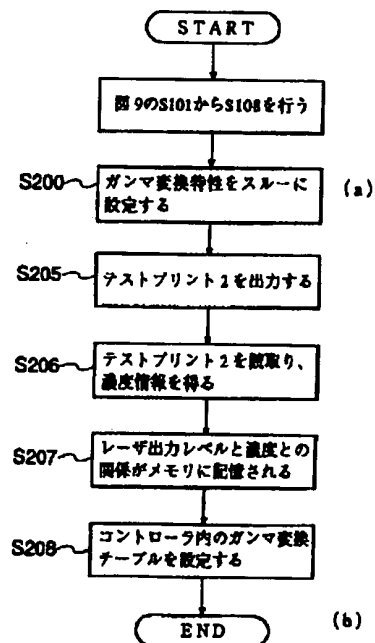 START
図9のS101からS108を行う
S200
ガンマ変換特性をスルーに
設定する
(a)
S205
テストプリント2を出力する
S206
テストプリント2を読取り、
濃度情報を得る
S207
レーザ出力レベルと濃度との
関係がメモリに記憶される
S208
コントローラ内のガンマ変換
テーブルを設定する
END
(b)